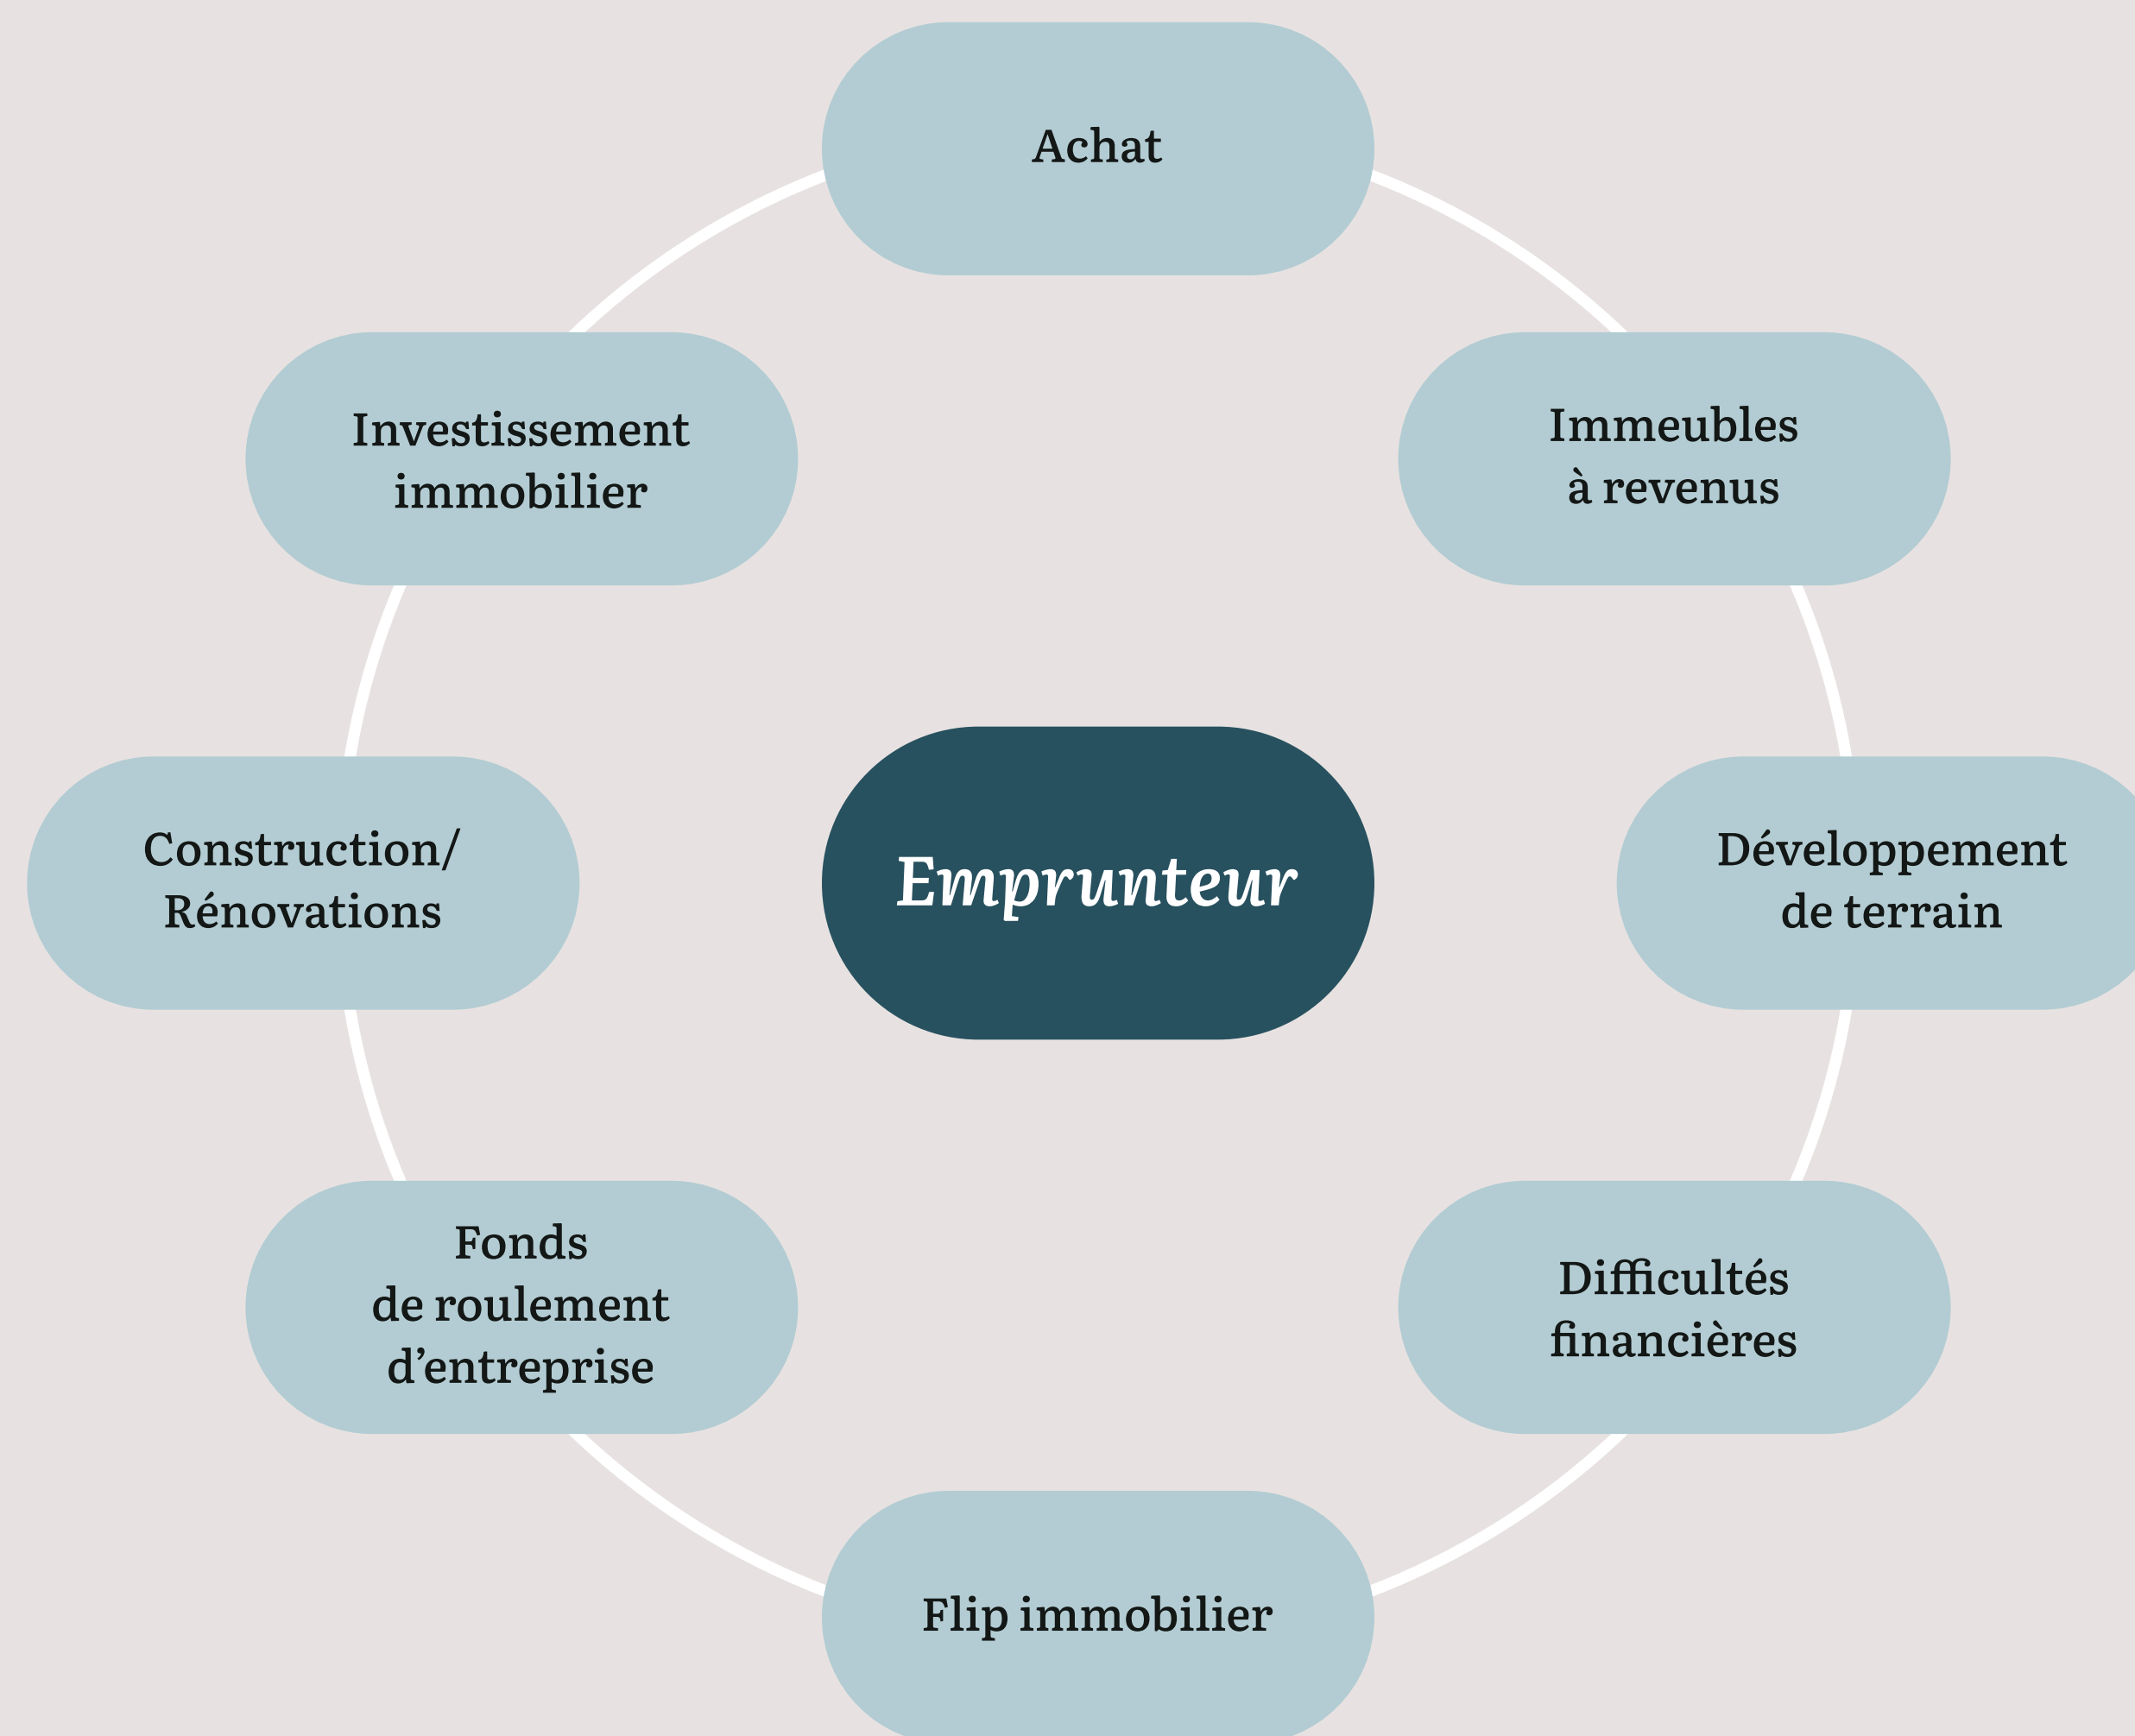 Achat
Investissement
immobilier
Immeubles
à revenus
Construction/
Rénovations
Emprunteur
Développement
de terrain
Fonds
de roulement
d’entreprise
Difficultés
financières
Flip immobilier